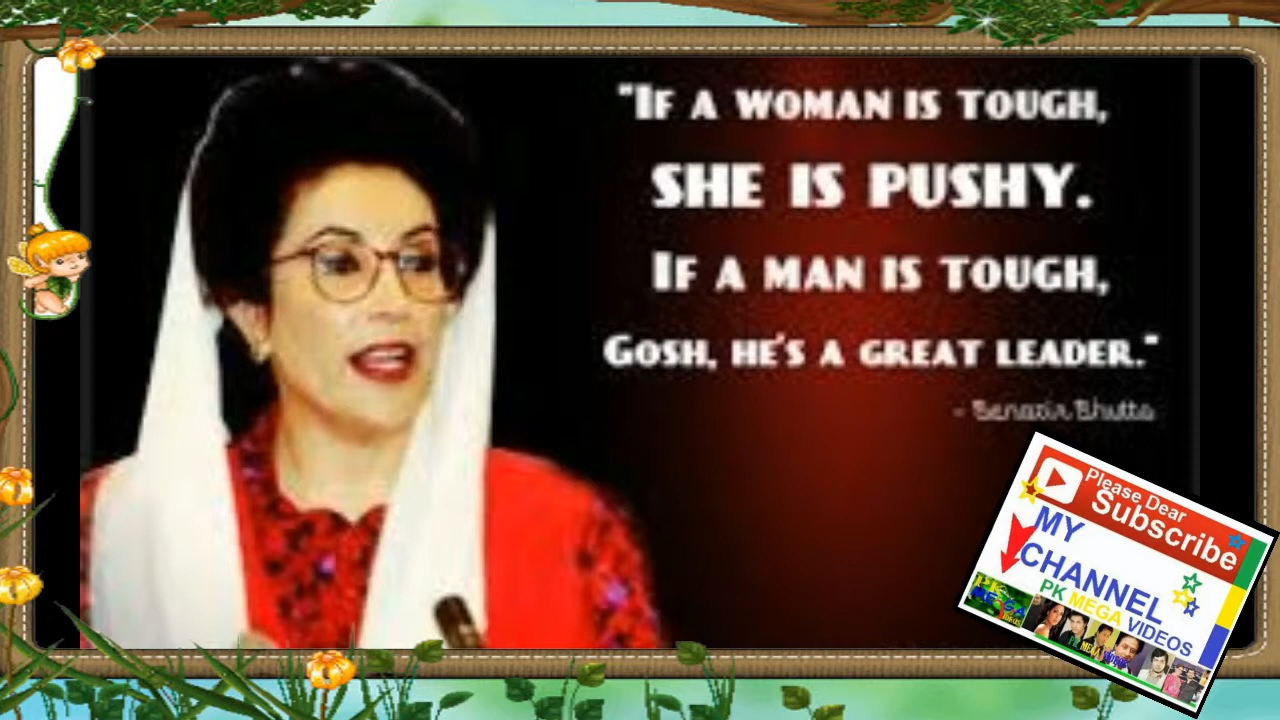 "If a woman is tough,
she is pushy.
If a man is tough,
Gosh, he's a great leader."
- Benazir Bhutto
Please Dear
Subscribe
MY
CHANNEL
PK MEGA VIDEOS